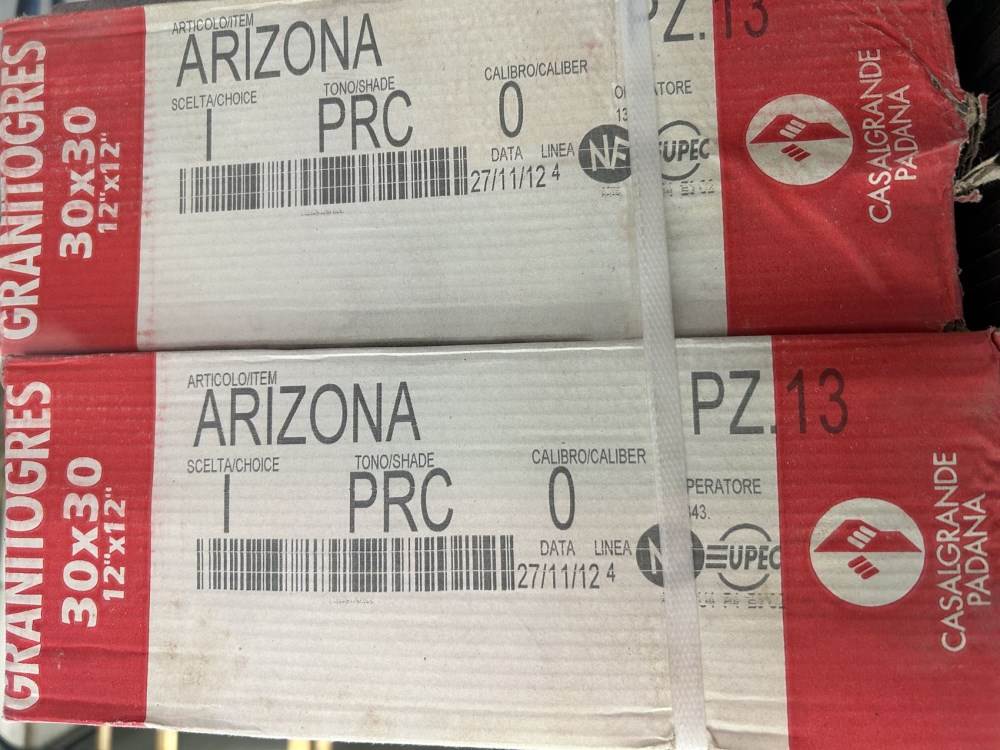 GRANITOGRES
30x30
12"x12"
ARTICOLO/ITEM
ARIZONA
PZ.13
SCELTA/CHOICE
TONO/SHADE
CALIBRO/CALIBER
I
PRC
0
DATA
LINEA
27/11/12
4
NF
UPEC
CASALGRANDE
PADANA
GRANITOGRES
30x30
12"x12"
ARTICOLO/ITEM
ARIZONA
PZ.13
SCELTA/CHOICE
TONO/SHADE
CALIBRO/CALIBER
PERATORE
I
PRC
0
DATA
LINEA
27/11/12
4
UPEC
CASALGRANDE
PADANA